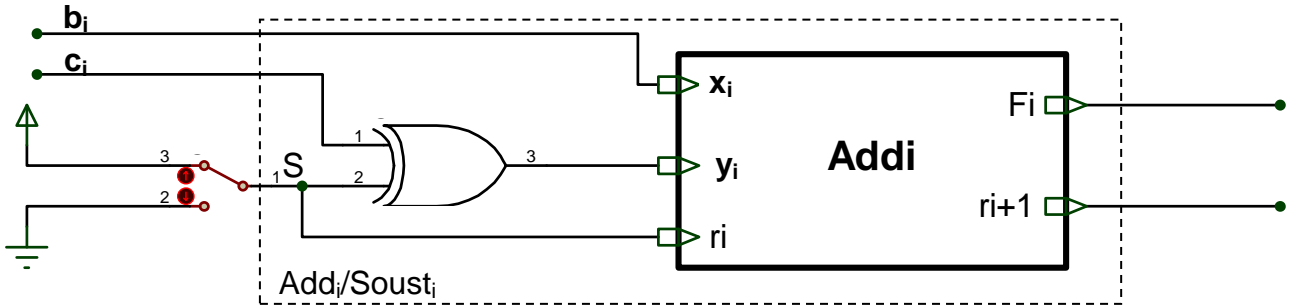 bᵢ
cᵢ
xᵢ
Fi
1
3
3
S
yᵢ
Addi
1
2
2
ri
ri+1
Addᵢ/Soustᵢ